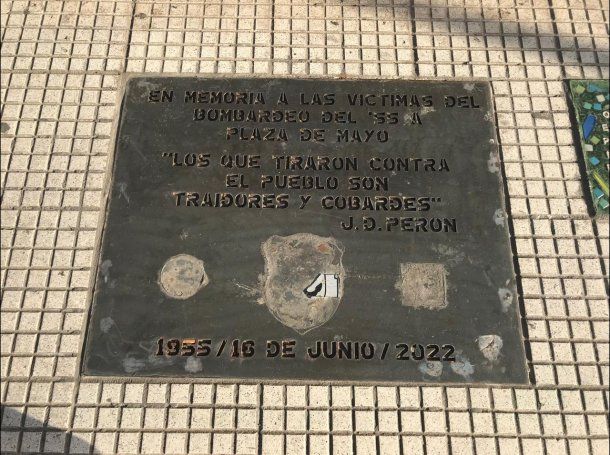 EN MEMORIA A LAS VICTIMAS DEL
BOMBARDEO DEL '55 A
PLAZA DE MAYO
"LOS QUE TIRARON CONTRA
EL PUEBLO SON
TRAIDORES Y COBARDES"
J.D.PERON
1955/16 DE JUNIO/2022